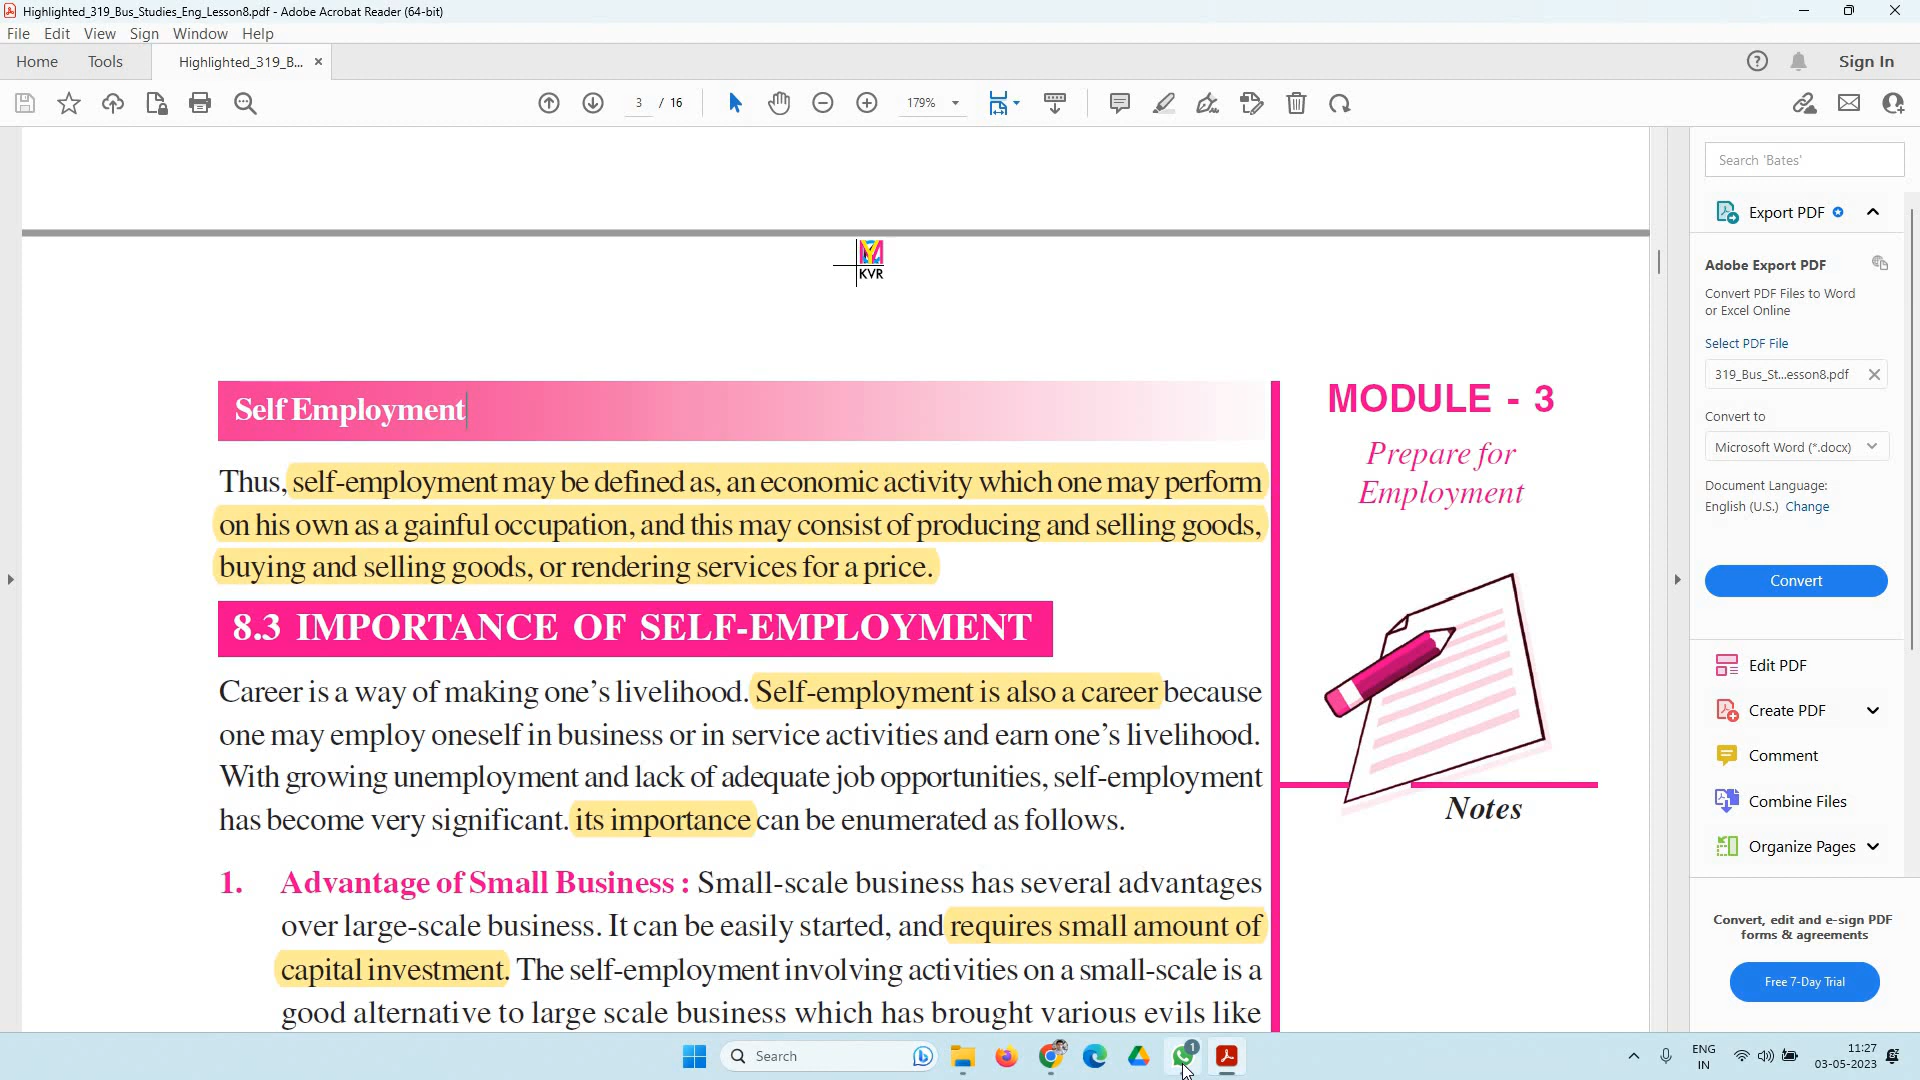 Highlighted_319_Bus_Studies_Eng_Lesson8.pdf - Adobe Acrobat Reader (64-bit)
File Edit View Sign Window Help
Home Tools Highlighted_319_B... × Sign In
3 / 16 179%
Search 'Bates'
Export PDF
Adobe Export PDF
Convert PDF Files to Word
or Excel Online
Select PDF File
319_Bus_St...esson8.pdf
Convert to
Microsoft Word (*.docx)
Document Language:
English (U.S.) Change
Convert
Edit PDF
Create PDF
Comment
Combine Files
Organize Pages
Convert, edit and e-sign PDF
forms & agreements
Free 7-Day Trial
KVR
Self Employment
MODULE - 3
Prepare for
Employment
Notes
Thus, self-employment may be defined as, an economic activity which one may perform
on his own as a gainful occupation, and this may consist of producing and selling goods,
buying and selling goods, or rendering services for a price.
8.3 IMPORTANCE OF SELF-EMPLOYMENT
Career is a way of making one's livelihood. Self-employment is also a career because
one may employ oneself in business or in service activities and earn one's livelihood.
With growing unemployment and lack of adequate job opportunities, self-employment
has become very significant. its importance can be enumerated as follows.
1. Advantage of Small Business : Small-scale business has several advantages
over large-scale business. It can be easily started, and requires small amount of
capital investment. The self-employment involving activities on a small-scale is a
good alternative to large scale business which has brought various evils like
Search
1
ENG
IN
11:27
03-05-2023